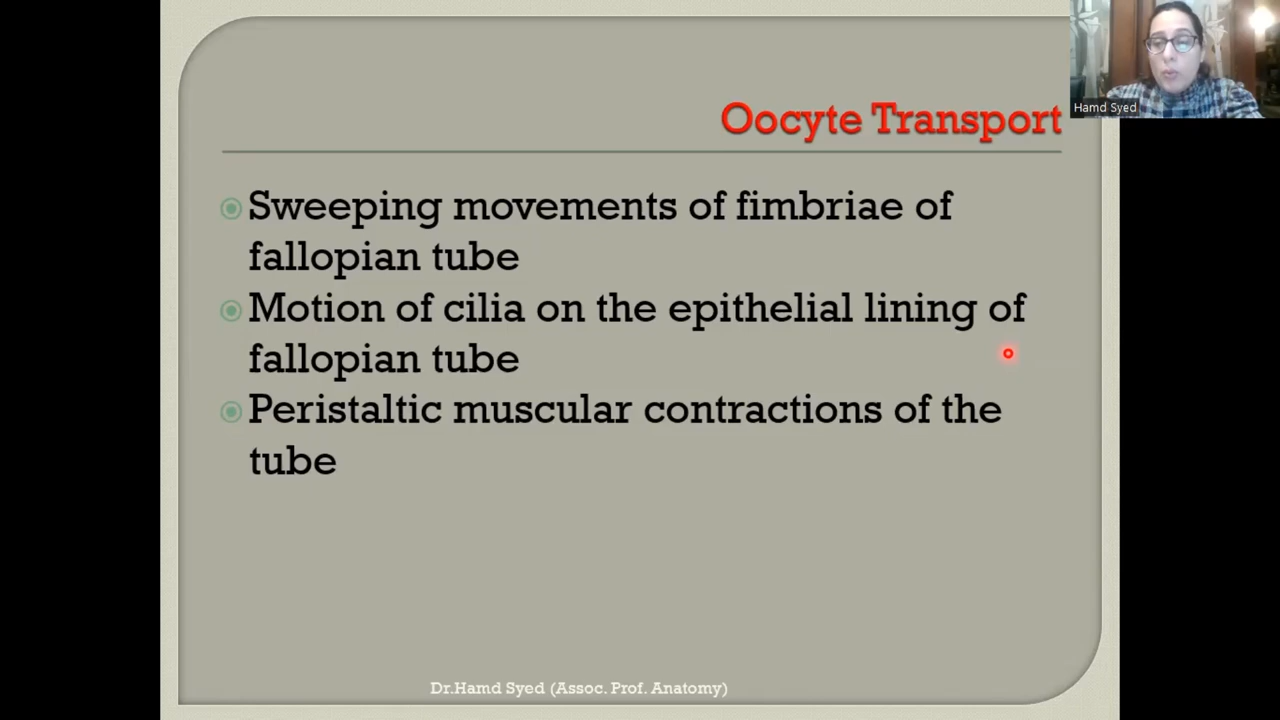 Hamd Syed
Oocyte Transport
Sweeping movements of fimbriae of
fallopian tube
Motion of cilia on the epithelial lining of
fallopian tube
Peristaltic muscular contractions of the
tube
Dr.Hamd Syed (Assoc. Prof. Anatomy)